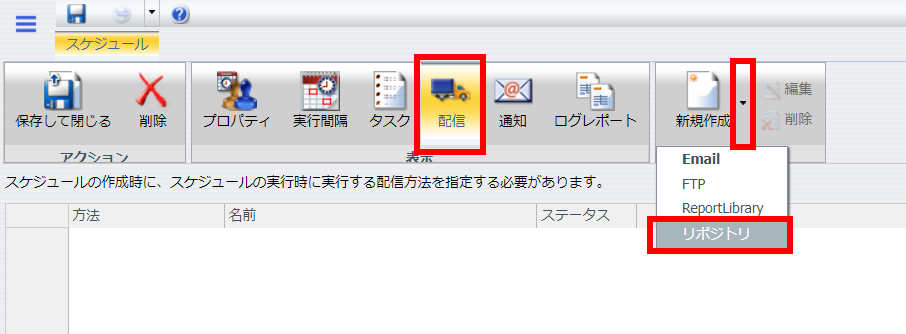 スケジュール
保存して閉じる
削除
プロパティ
実行間隔
タスク
配信
通知
ログレポート
新規作成
編集
削除
アクション
表示
Email
FTP
ReportLibrary
リポジトリ
スケジュールの作成時に、スケジュールの実行時に実行する配信方法を指定する必要があります。
方法
名前
ステータス